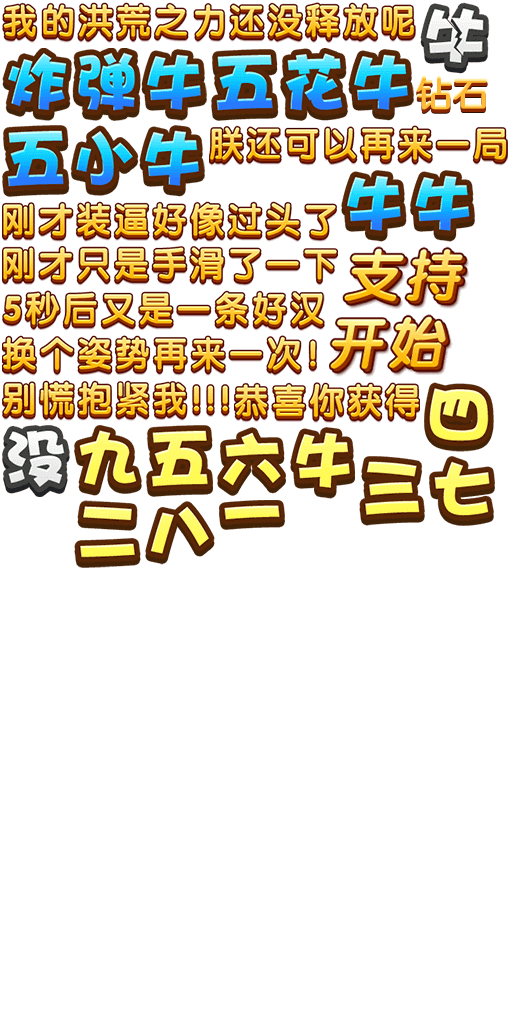 我的洪荒之力还没释放呢
牛
炸弹牛 五花牛
钻石
五小牛
朕还可以再来一局
牛牛
刚才装逼好像过头了
刚才只是手滑了一下
支持
5秒后又是一条好汉
开始
换个姿势再来一次!
别慌抱紧我!!!
恭喜你获得
四
没
九
五
六
牛
三
七
二
八
一